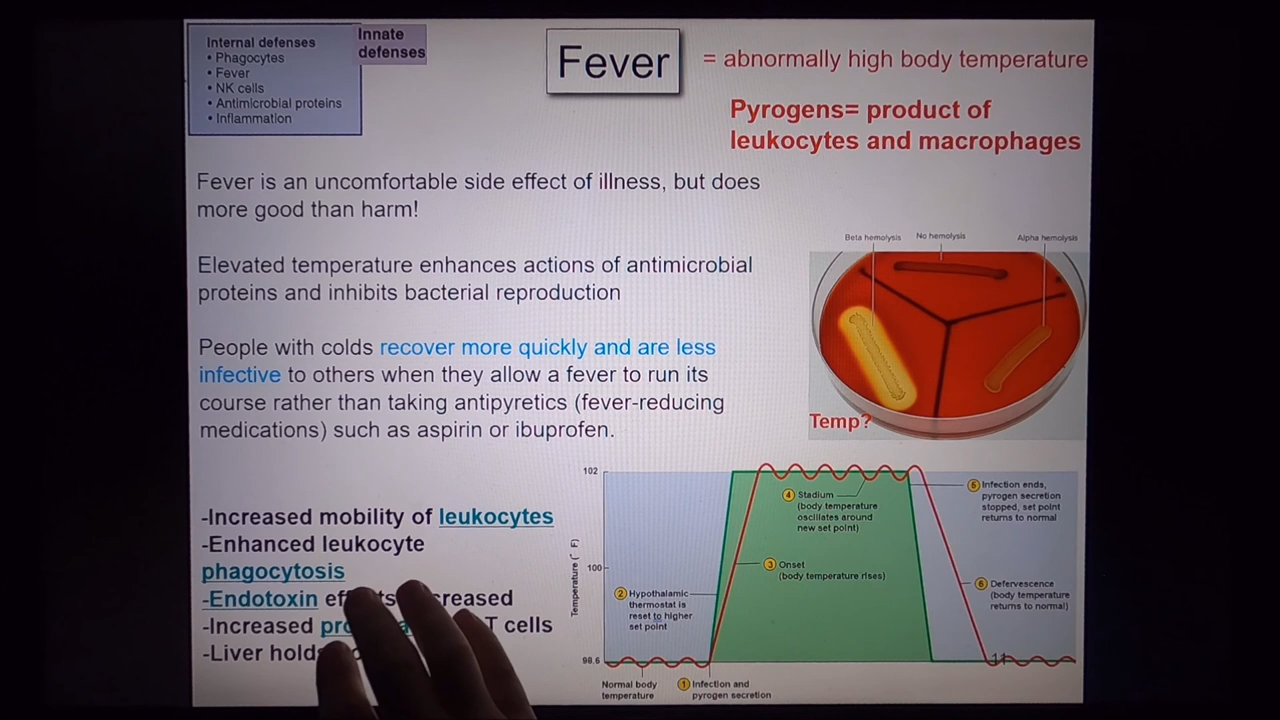 Internal defenses
• Phagocytes
• Fever
• NK cells
• Antimicrobial proteins
• Inflammation
Innate
defenses
Fever
= abnormally high body temperature
Pyrogens= product of
leukocytes and macrophages
Fever is an uncomfortable side effect of illness, but does
more good than harm!
Elevated temperature enhances actions of antimicrobial
proteins and inhibits bacterial reproduction
People with colds recover more quickly and are less
infective to others when they allow a fever to run its
course rather than taking antipyretics (fever-reducing
medications) such as aspirin or ibuprofen.
Beta hemolysis
No hemolysis
Alpha hemolysis
Temp?
-Increased mobility of leukocytes
-Enhanced leukocyte
phagocytosis
-Endotoxin
-Increased T cells
-Liver
102
100
98.6
Temperature (° F)
4 Stadium
(body temperature
oscillates around
new set point)
3 Onset
(body temperature rises)
2 Hypothalamic
thermostat is
reset to higher
set point
5 Infection ends,
pyrogen secretion
stopped, set point
returns to normal
6 Defervescence
(body temperature
returns to normal)
11
Normal body
temperature
1 Infection and
pyrogen secretion